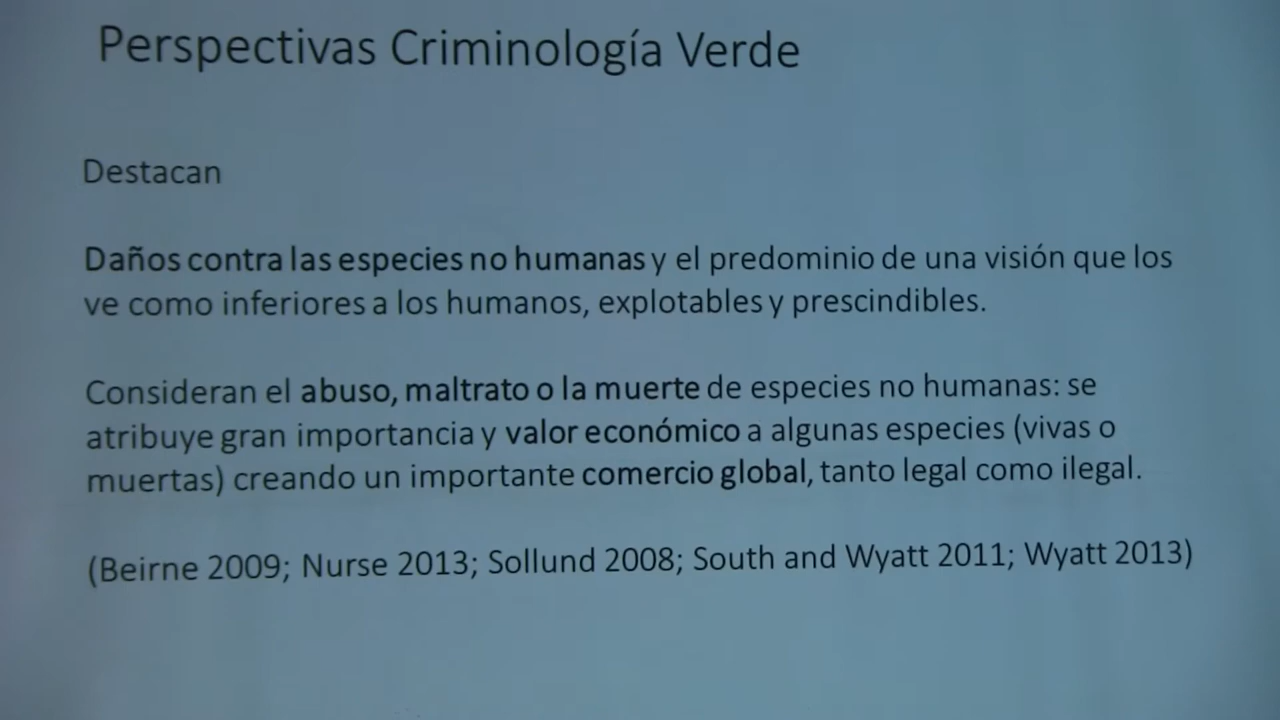 Perspectivas Criminología Verde
Destacan
Daños contra las especies no humanas y el predominio de una visión que los
ve como inferiores a los humanos, explotables y prescindibles.
Consideran el abuso, maltrato o la muerte de especies no humanas: se
atribuye gran importancia y valor económico a algunas especies (vivas o
muertas) creando un importante comercio global, tanto legal como ilegal.
(Beirne 2009; Nurse 2013; Sollund 2008; South and Wyatt 2011; Wyatt 2013)